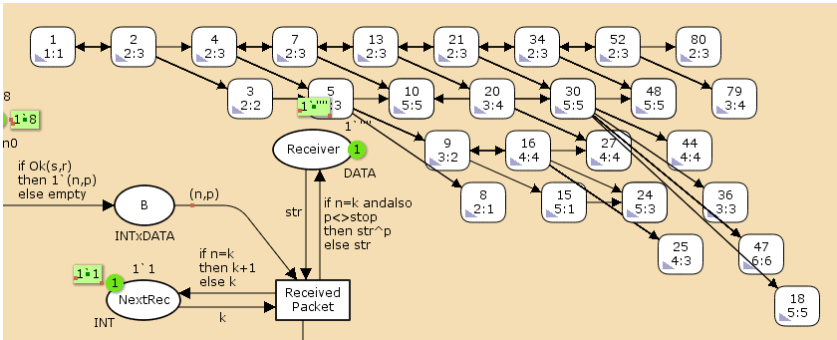 1
1:1
2
2:3
4
2:3
7
2:3
13
2:3
21
2:3
34
2:3
52
2:3
80
2:3
3
2:2
5
:3
1`""
10
5:5
20
3:4
30
5:5
48
5:5
79
3:4
8
1`8
n0
1`""
Receiver
1
DATA
9
3:2
16
4:4
27
4:4
44
4:4
if Ok(s,r)
then 1`(n,p)
else empty
B
(n,p)
INTxDATA
str
if n=k andalso
p<>stop
then str^p
else str
8
2:1
15
5:1
24
5:3
36
3:3
25
4:3
47
6:6
18
5:5
if n=k
then k+1
else k
1`1
1
1`1
NextRec
INT
k
Received
Packet